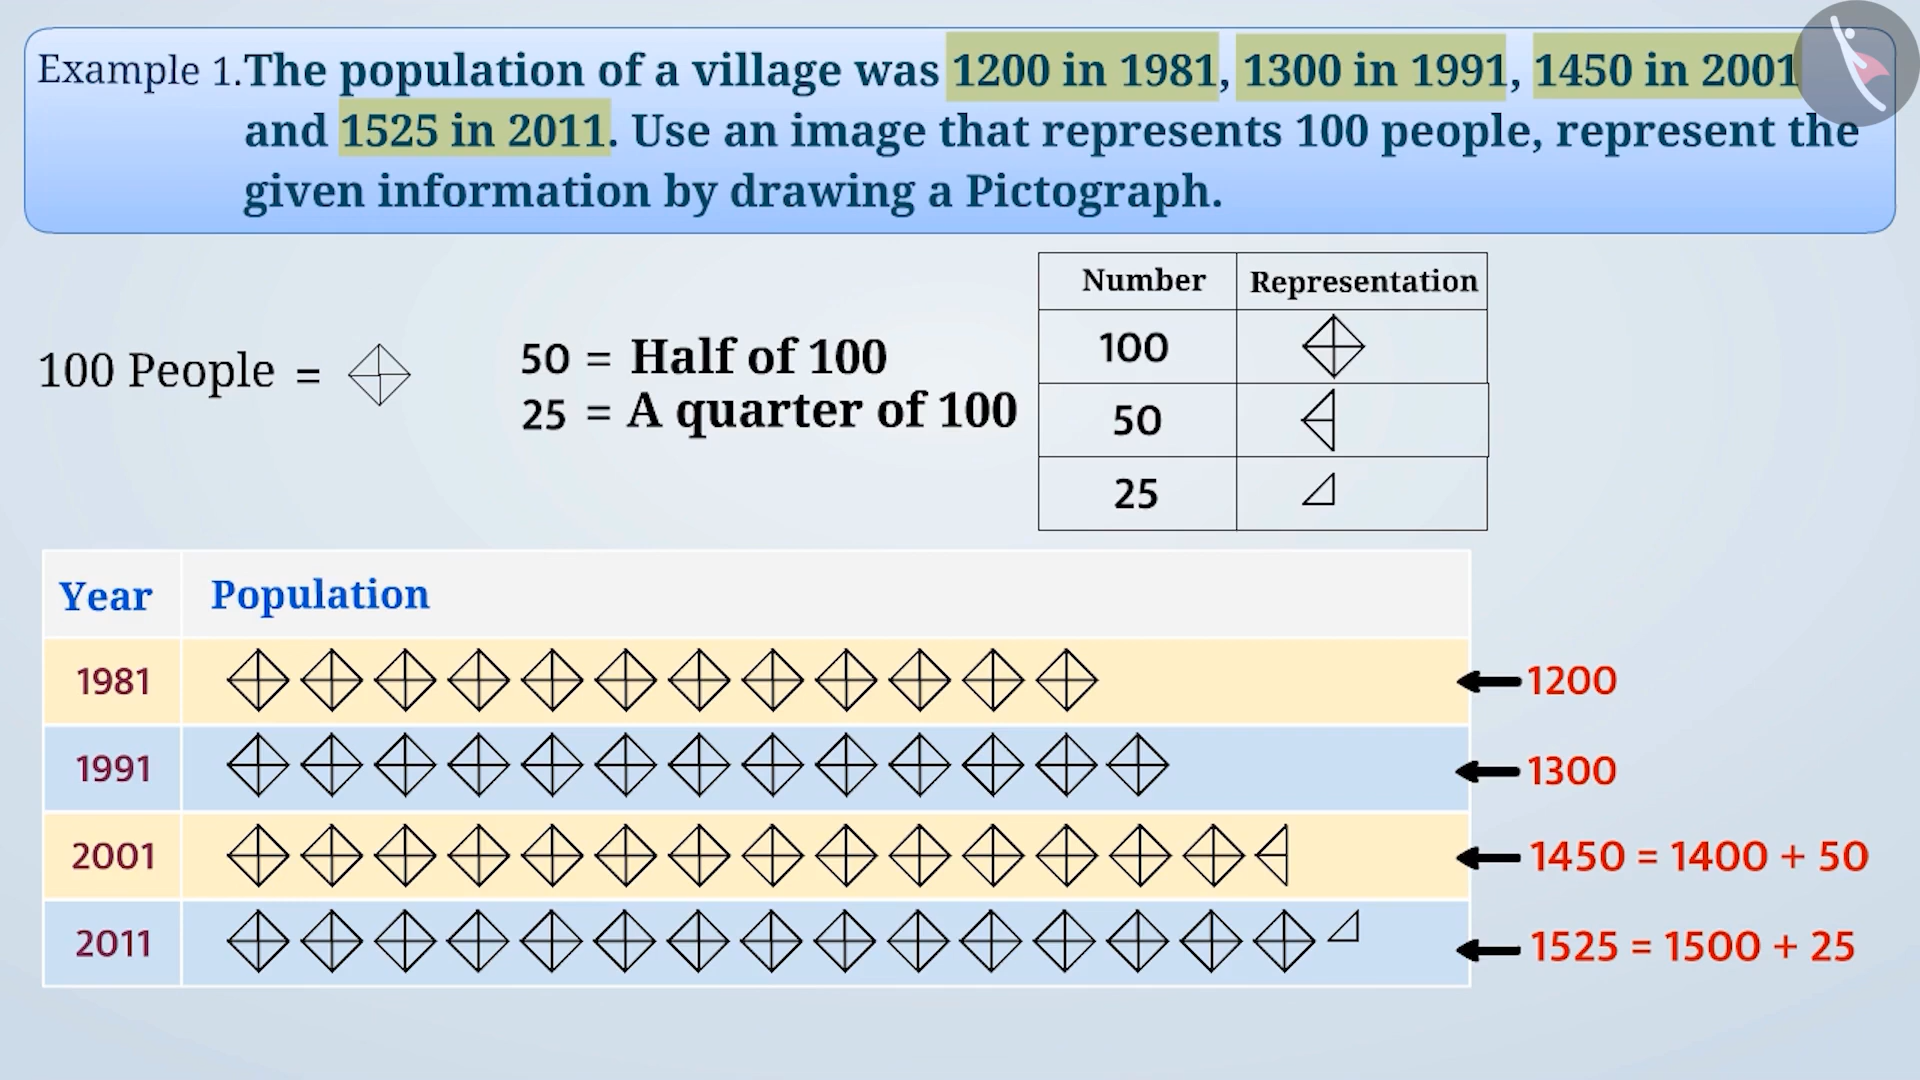 Example 1.The population of a village was 1200 in 1981, 1300 in 1991, 1450 in 2001
and 1525 in 2011. Use an image that represents 100 people, represent the
given information by drawing a Pictograph.
100 People =
50 = Half of 100
25 = A quarter of 100
Number Representation
100
50
25
Year Population
1981 1200
1991 1300
2001 1450 = 1400 + 50
2011 1525 = 1500 + 25